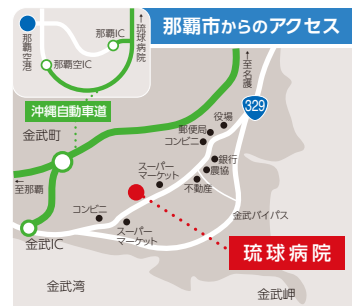 那覇市からのアクセス
那覇空港
那覇IC
那覇空IC
↑至琉球病院
沖縄自動車道
金武町
↑至名護
329
役場
郵便局
コンビニ
銀行
農協
不動産
スーパー
マーケット
←
至那覇
コンビニ
スーパー
マーケット
金武バイパス
金武IC
琉球病院
金武湾
金武岬